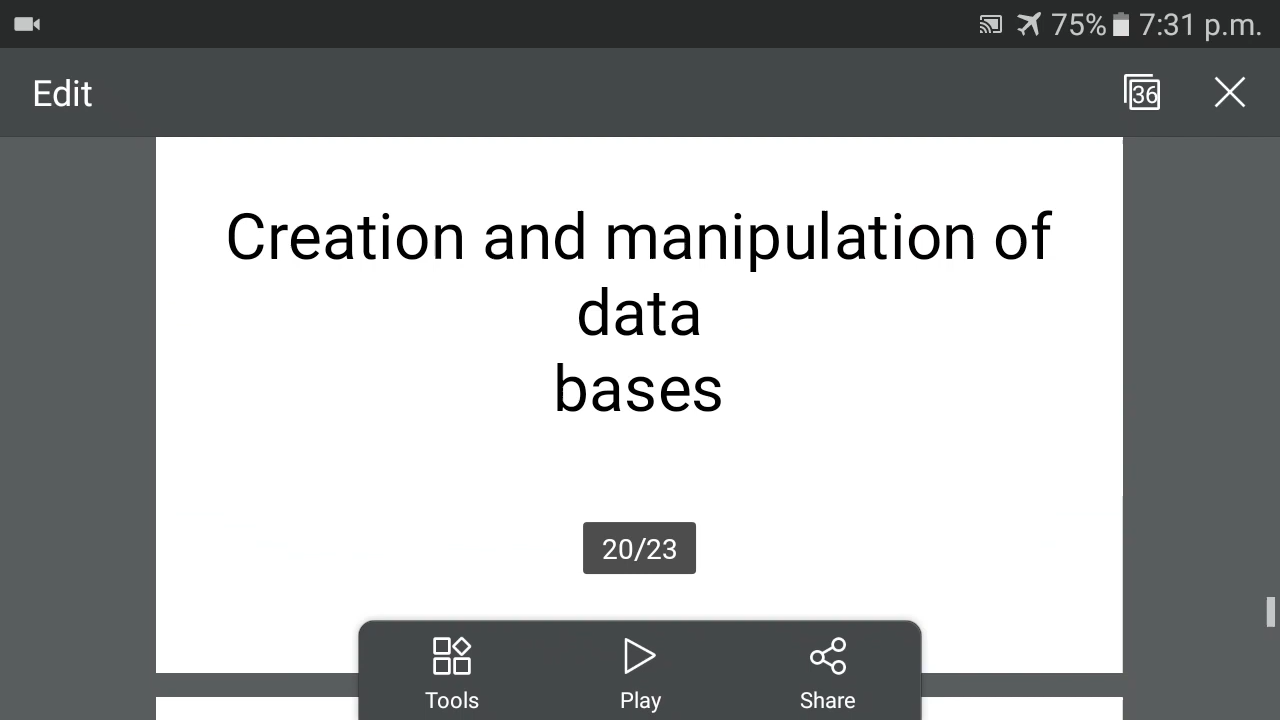 75% 7:31 p.m.
Edit
36
Creation and manipulation of
data
bases
20/23
Tools
Play
Share